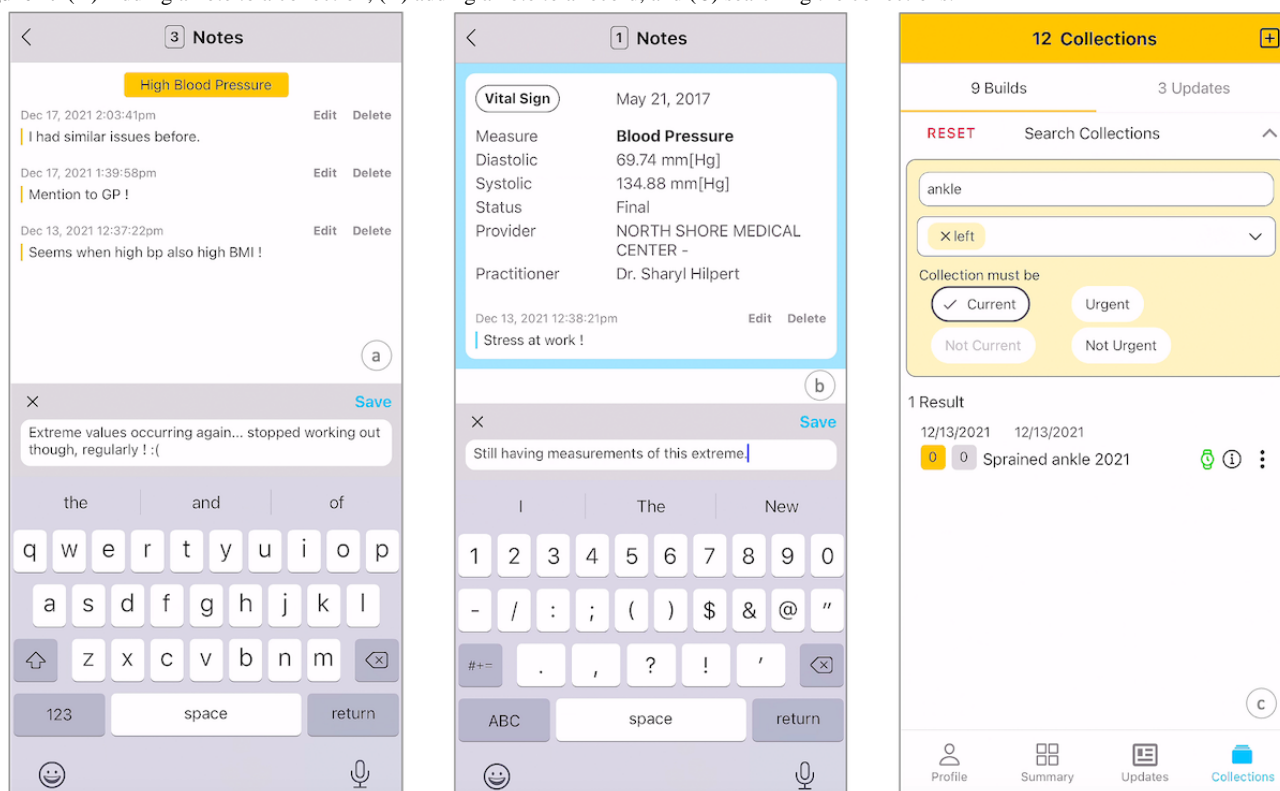 3 Notes
High Blood Pressure
Dec 17, 2021 2:03:41pm Edit Delete
I had similar issues before.
Dec 17, 2021 1:39:58pm Edit Delete
Mention to GP !
Dec 13, 2021 12:37:22pm Edit Delete
Seems when high bp also high BMI !
a
Save
Extreme values occurring again... stopped working out
though, regularly ! :(
the and of
q w e r t y u i o p
a s d f g h j k l
z x c v b n m
123 space return
1 Notes
Vital Sign May 21, 2017
Measure Blood Pressure
Diastolic 69.74 mm[Hg]
Systolic 134.88 mm[Hg]
Status Final
Provider NORTH SHORE MEDICAL
CENTER -
Practitioner Dr. Sharyl Hilpert
Dec 13, 2021 12:38:21pm Edit Delete
Stress at work !
b
Save
Still having measurements of this extreme.
I The New
1 2 3 4 5 6 7 8 9 0
- / : ; ( ) $ & @ "
#+= . , ? ! '
ABC space return
12 Collections
9 Builds 3 Updates
RESET Search Collections
ankle
× left
Collection must be
✓ Current Urgent
Not Current Not Urgent
1 Result
12/13/2021 12/13/2021
0 0 Sprained ankle 2021
c
Profile Summary Updates Collections